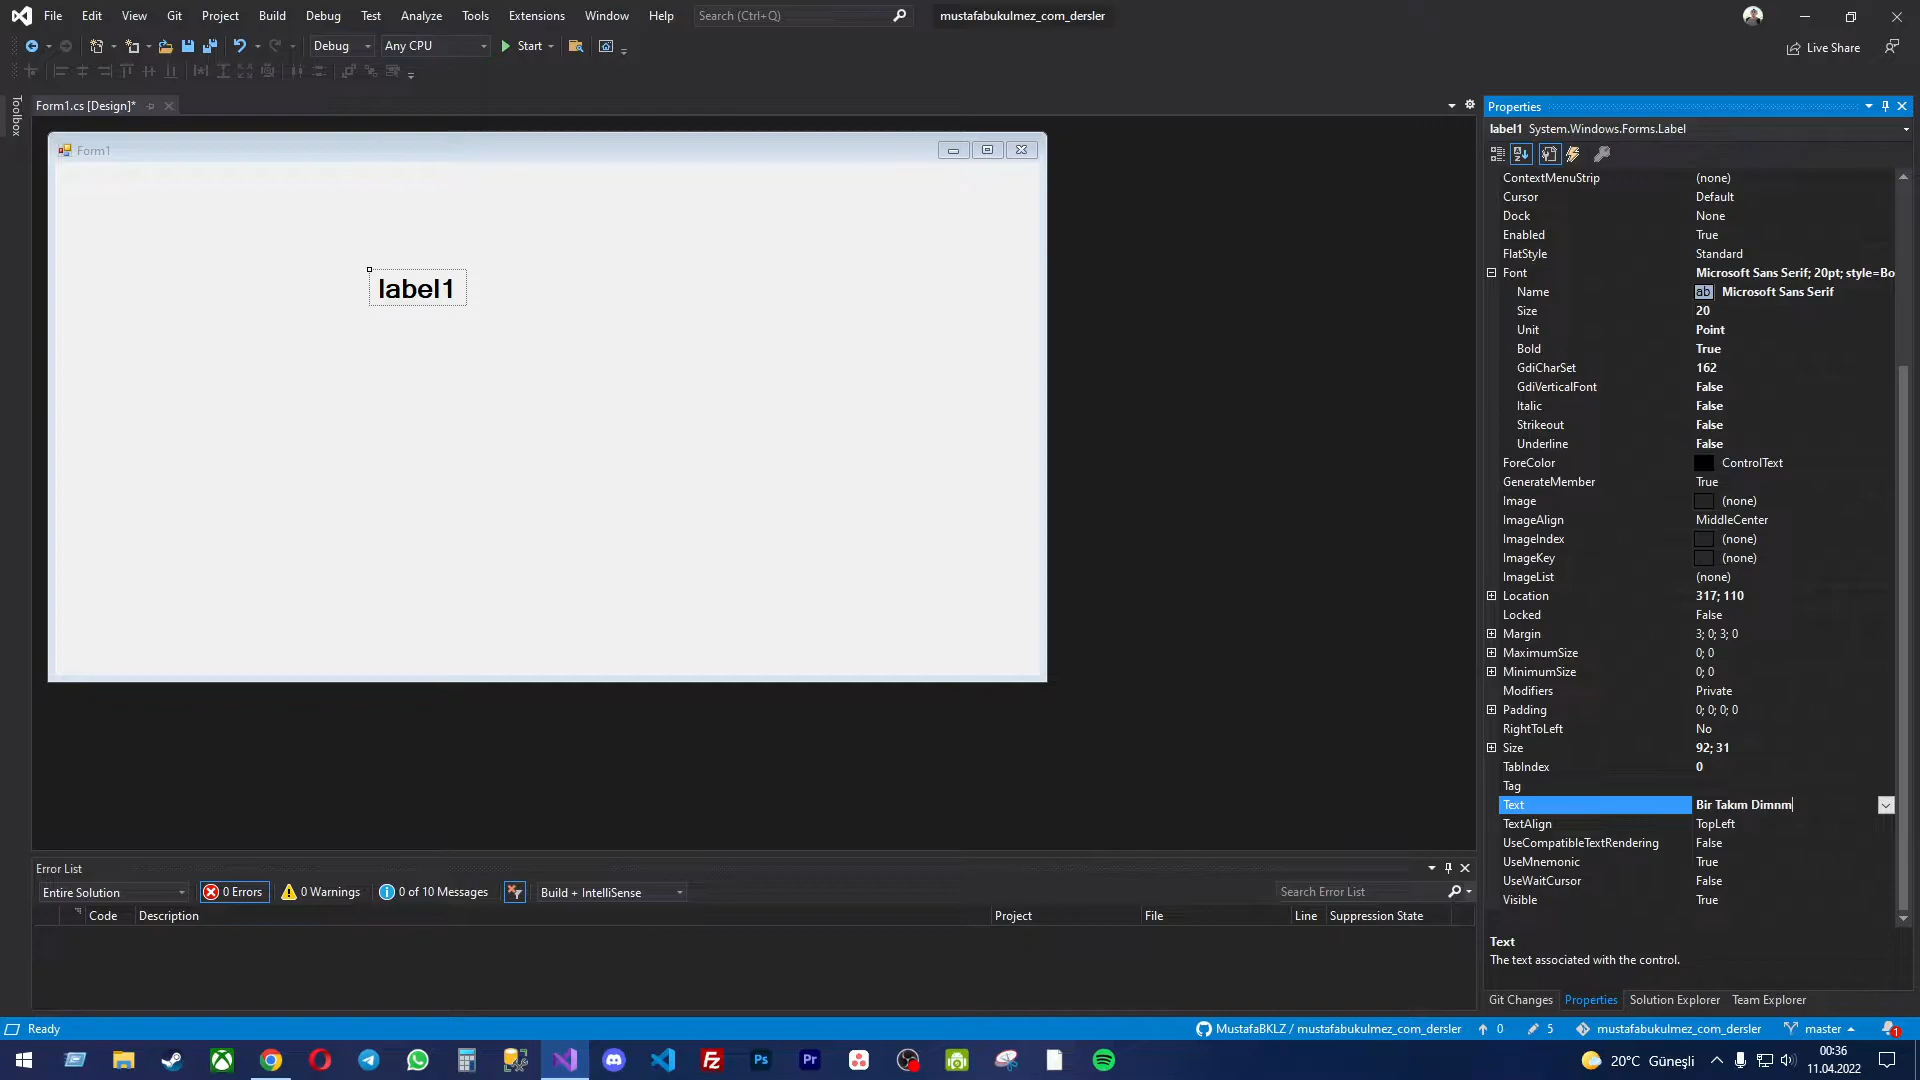 File Edit View Git Project Build Debug Test Analyze Tools Extensions Window Help Search (Ctrl+Q) mustafabukulmez_com_dersler
Debug Any CPU Start Live Share
Toolbox
Form1.cs [Design]*
Form1
label1
Properties
label1 System.Windows.Forms.Label
ContextMenuStrip (none)
Cursor Default
Dock None
Enabled True
FlatStyle Standard
Font Microsoft Sans Serif; 20pt; style=Bo
Name ab Microsoft Sans Serif
Size 20
Unit Point
Bold True
GdiCharSet 162
GdiVerticalFont False
Italic False
Strikeout False
Underline False
ForeColor ControlText
GenerateMember True
Image (none)
ImageAlign MiddleCenter
ImageIndex (none)
ImageKey (none)
ImageList (none)
Location 317; 110
Locked False
Margin 3; 0; 3; 0
MaximumSize 0; 0
MinimumSize 0; 0
Modifiers Private
Padding 0; 0; 0; 0
RightToLeft No
Size 92; 31
TabIndex 0
Tag
Text Bir Takım Dimnm
TextAlign TopLeft
UseCompatibleTextRendering False
UseMnemonic True
UseWaitCursor False
Visible True
Text
The text associated with the control.
Git Changes Properties Solution Explorer Team Explorer
Error List
Entire Solution 0 Errors 0 Warnings 0 of 10 Messages Build + IntelliSense Search Error List
Code Description Project File Line Suppression State
Ready MustafaBKLZ / mustafabukulmez_com_dersler 0 5 mustafabukulmez_com_dersler master 1
Ps Pr 20°C Güneşli 00:36
11.04.2022